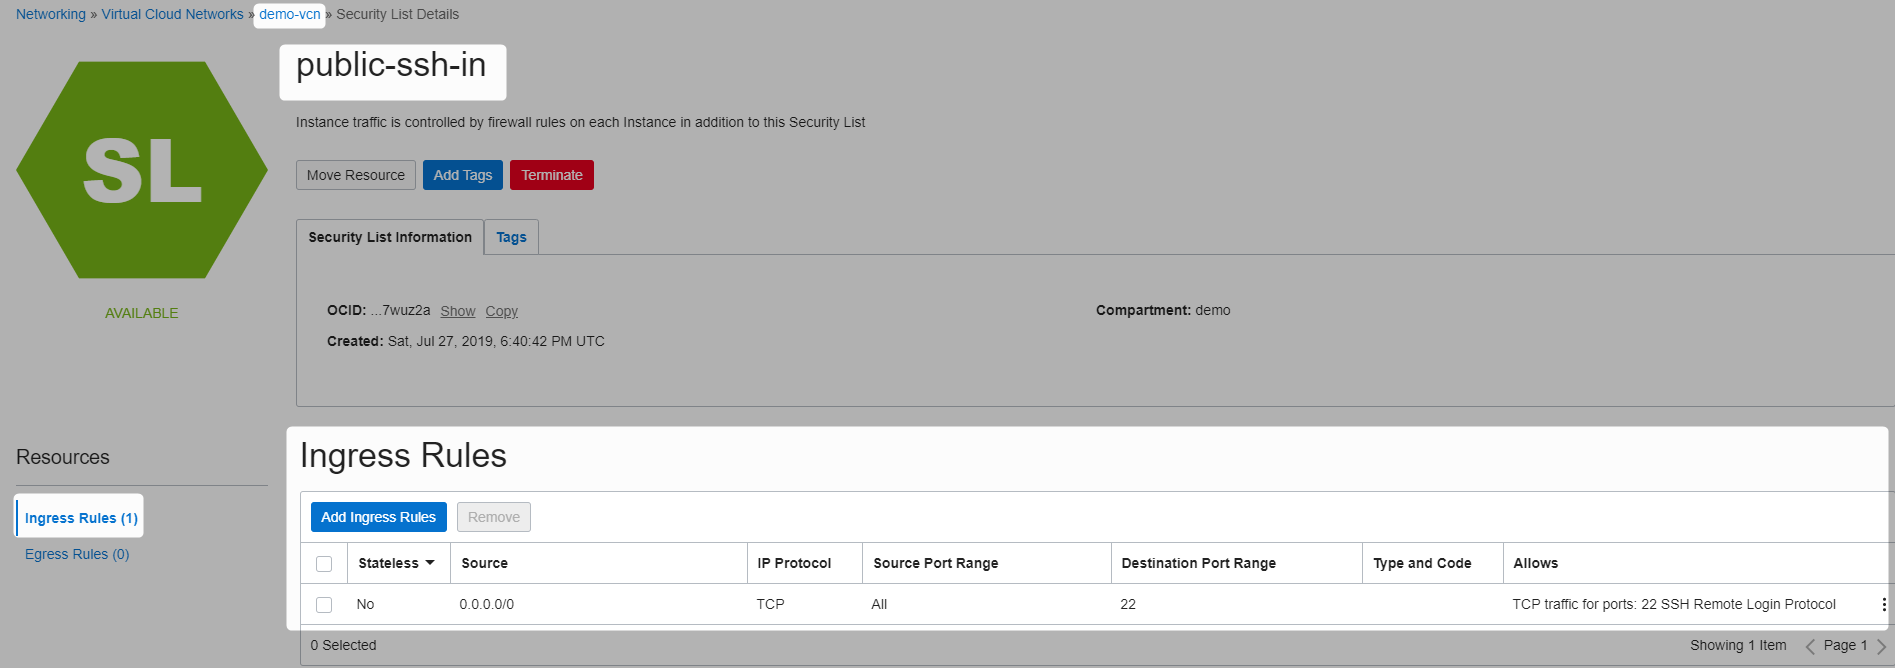 Networking » Virtual Cloud Networks » demo-vcn » Security List Details
SL
AVAILABLE
public-ssh-in
Instance traffic is controlled by firewall rules on each Instance in addition to this Security List
Move Resource Add Tags Terminate
Security List Information Tags
OCID: ...7wuz2a Show Copy Compartment: demo
Created: Sat, Jul 27, 2019, 6:40:42 PM UTC
Resources
Ingress Rules (1)
Egress Rules (0)
Ingress Rules
Add Ingress Rules Remove
Stateless Source IP Protocol Source Port Range Destination Port Range Type and Code Allows
No 0.0.0.0/0 TCP All 22 TCP traffic for ports: 22 SSH Remote Login Protocol
0 Selected Showing 1 Item Page 1